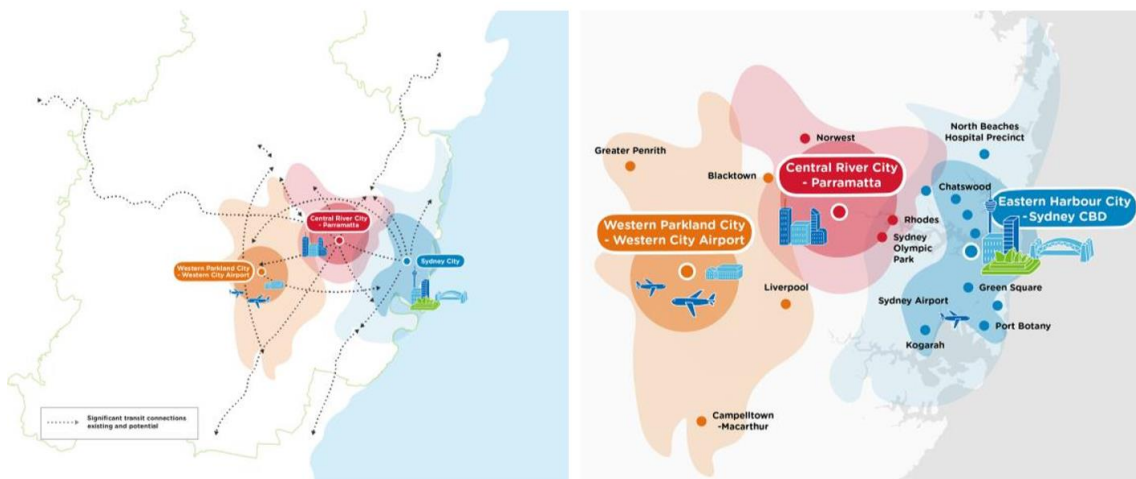 Central River City
- Parramatta
Western Parkland City
- Western City Airport
Sydney City
Significant transit connections
existing and potential
North Beaches
Hospital Precinct
Norwest
Greater Penrith
Blacktown
Central River City
- Parramatta
Chatswood
Eastern Harbour City
- Sydney CBD
Rhodes
Western Parkland City
- Western City Airport
Sydney
Olympic
Park
Liverpool
Green Square
Sydney Airport
Port Botany
Kogarah
Campelltown
-Macarthur